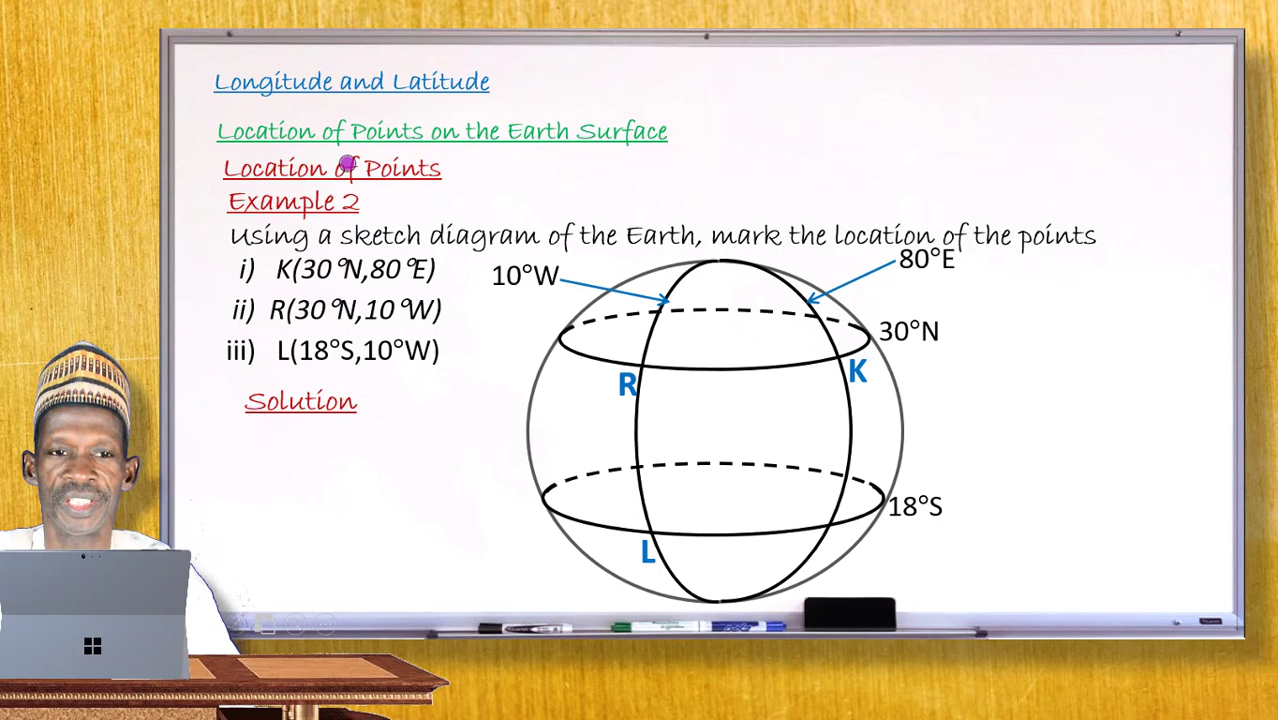 Longitude and Latitude
Location of Points on the Earth Surface
Location of Points
Example 2
Using a sketch diagram of the Earth, mark the location of the points
i) K(30°N,80°E)
ii) R(30°N,10°W)
iii) L(18°S,10°W)
Solution
10°W
80°E
30°N
R
K
18°S
L